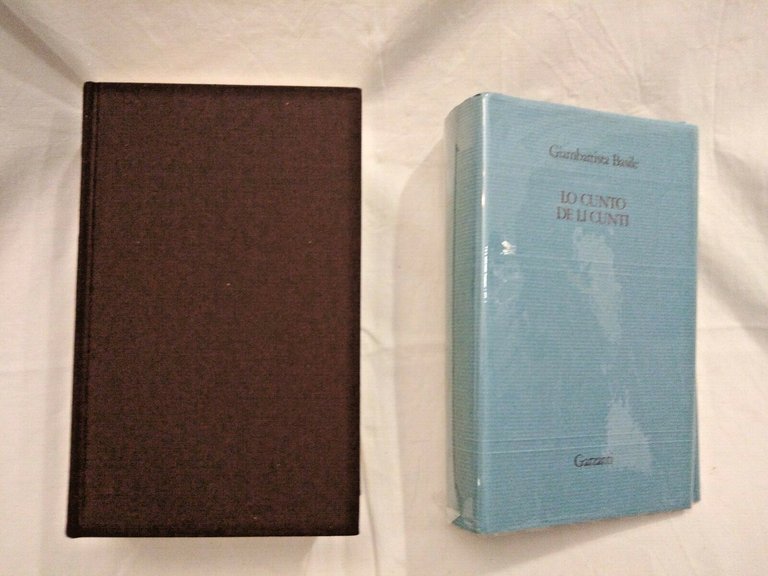 Giambattista Basile
LO CUNTO
DE LI CUNTI
Garzanti